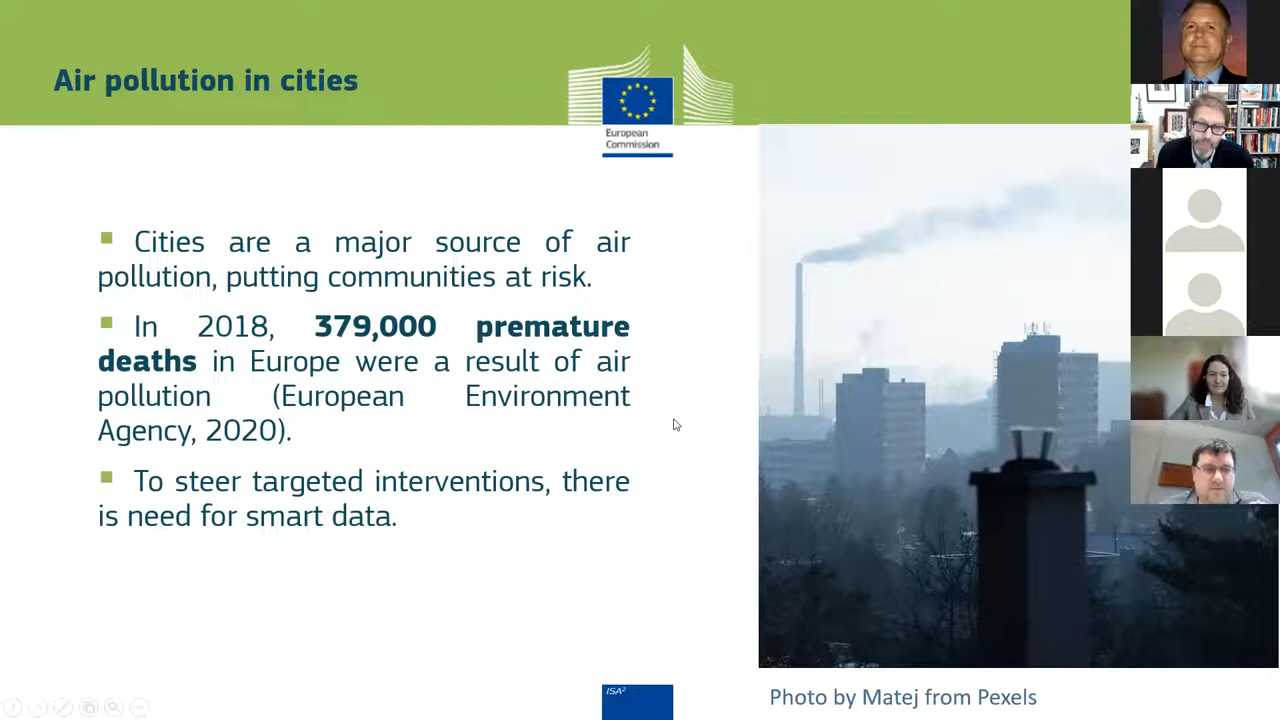 Air pollution in cities
European
Commission
▪ Cities are a major source of air
pollution, putting communities at risk.
▪ In 2018, 379,000 premature
deaths in Europe were a result of air
pollution (European Environment
Agency, 2020).
▪ To steer targeted interventions, there
is need for smart data.
ISA²
Photo by Matej from Pexels